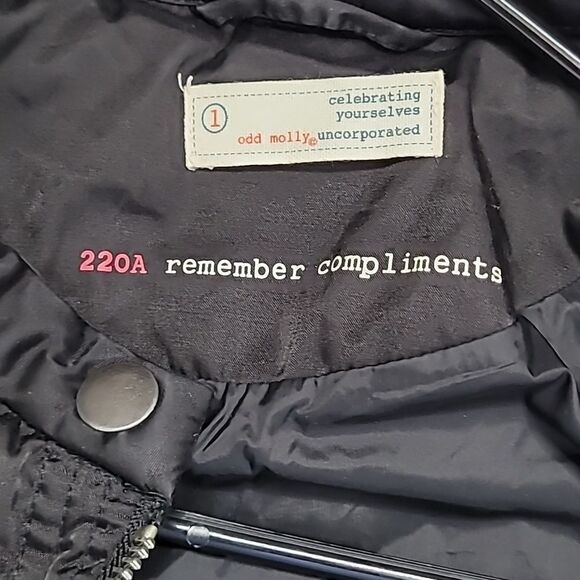 1
celebrating
yourselves
odd molly® uncorporated
220A remember compliments